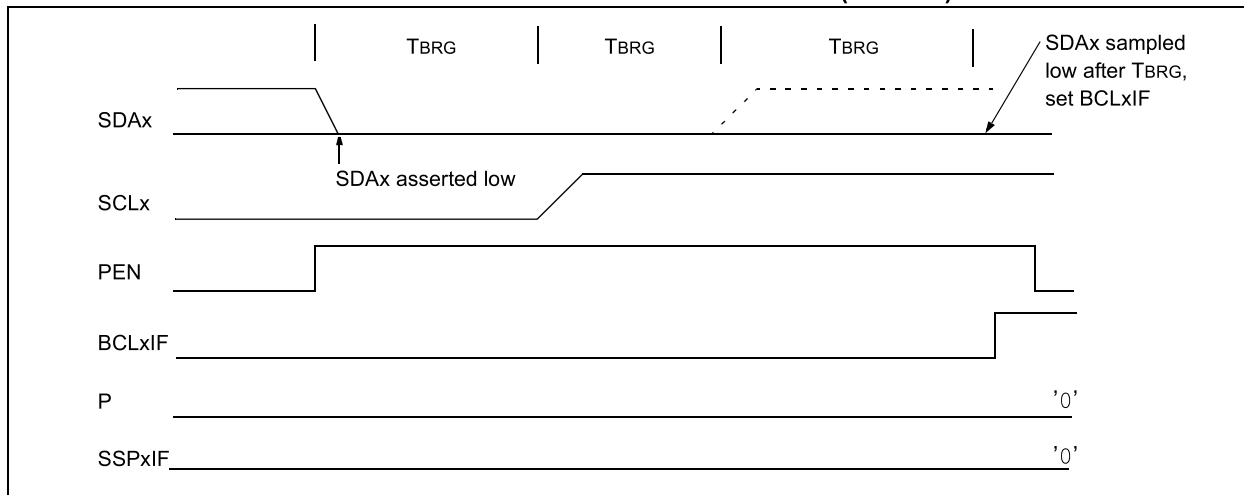 TBRG TBRG TBRG
SDAx sampled
low after TBRG,
set BCLxIF
SDAx
SDAx asserted low
SCLx
PEN
BCLxIF
P '0'
SSPxIF '0'